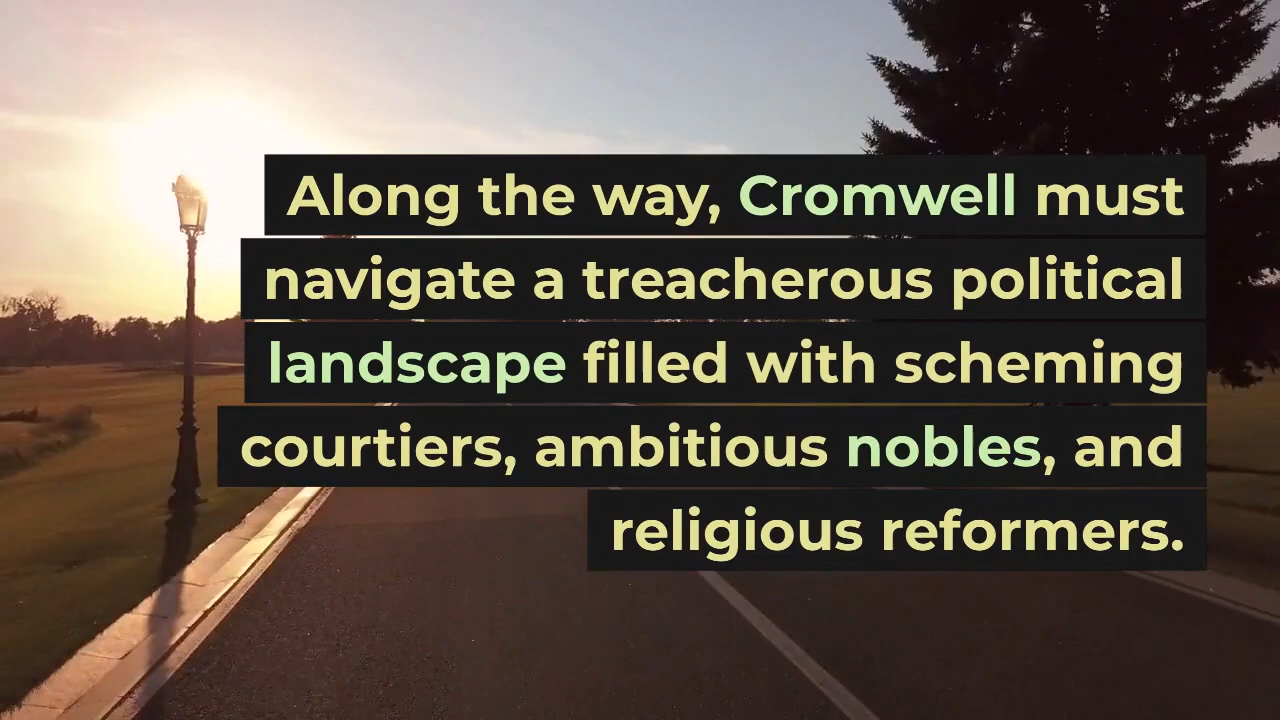 Along the way, Cromwell must
navigate a treacherous political
landscape filled with scheming
courtiers, ambitious nobles, and
religious reformers.